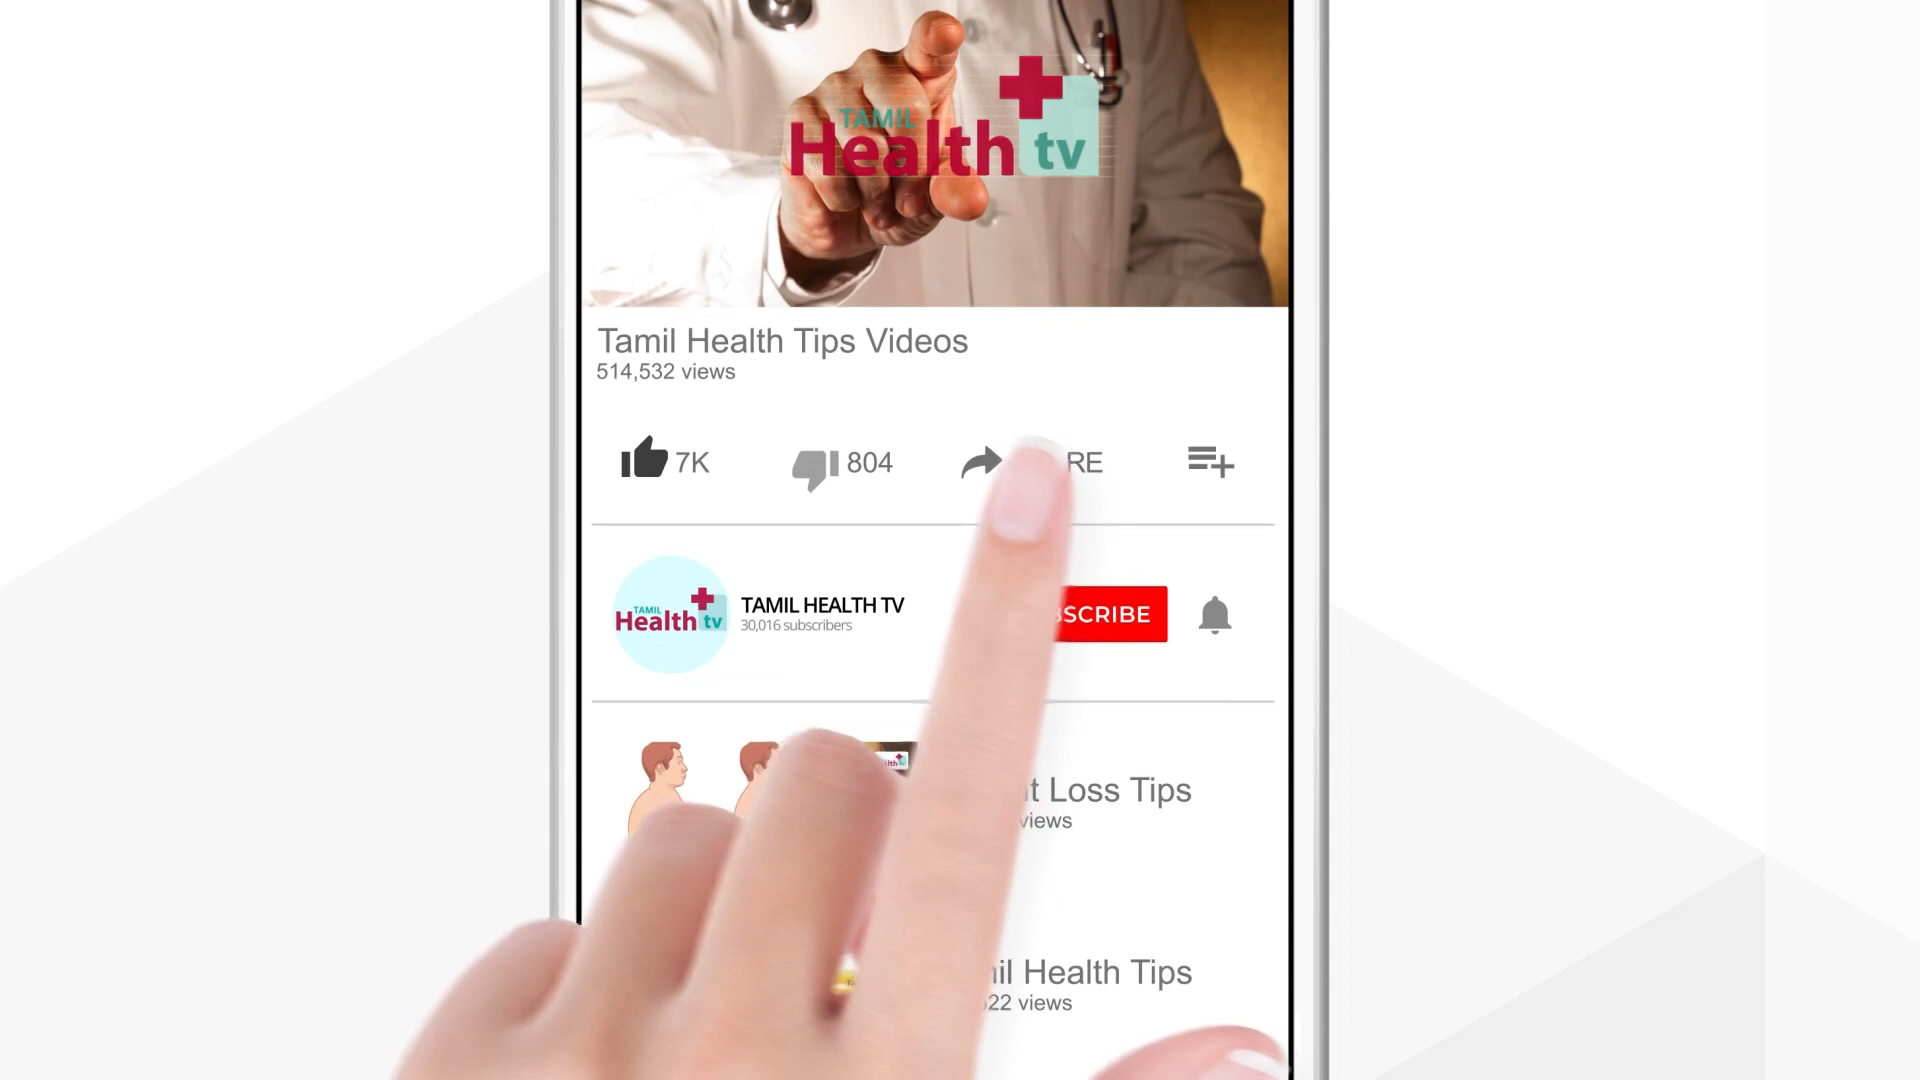 TAMIL
Health tv
Tamil Health Tips Videos
514,532 views
7K
804
RE
TAMIL
Health tv
TAMIL HEALTH TV
30,016 subscribers
SCRIBE
t Loss Tips
views
il Health Tips
22 views